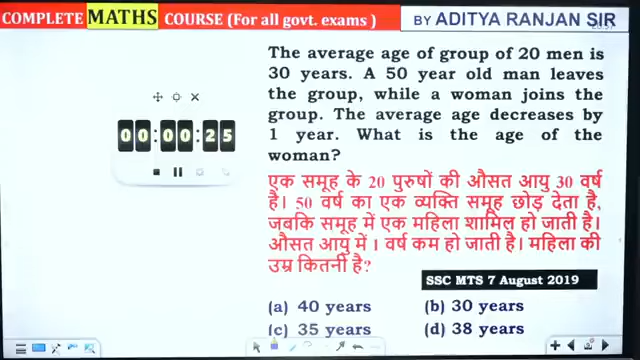 COMPLETE MATHS COURSE (For all govt. exams)
BY ADITYA RANJAN SIR
The average age of group of 20 men is
30 years. A 50 year old man leaves
the group, while a woman joins the
group. The average age decreases by
1 year. What is the age of the
woman?
00:00:25
एक समूह के 20 पुरुषों की औसत आयु 30 वर्ष
है। 50 वर्ष का एक व्यक्ति समूह छोड़ देता है,
जबकि समूह में एक महिला शामिल हो जाती है।
औसत आयु में 1 वर्ष कम हो जाती है। महिला की
उम्र कितनी है?
SSC MTS 7 August 2019
(a) 40 years (b) 30 years
(c) 35 years (d) 38 years